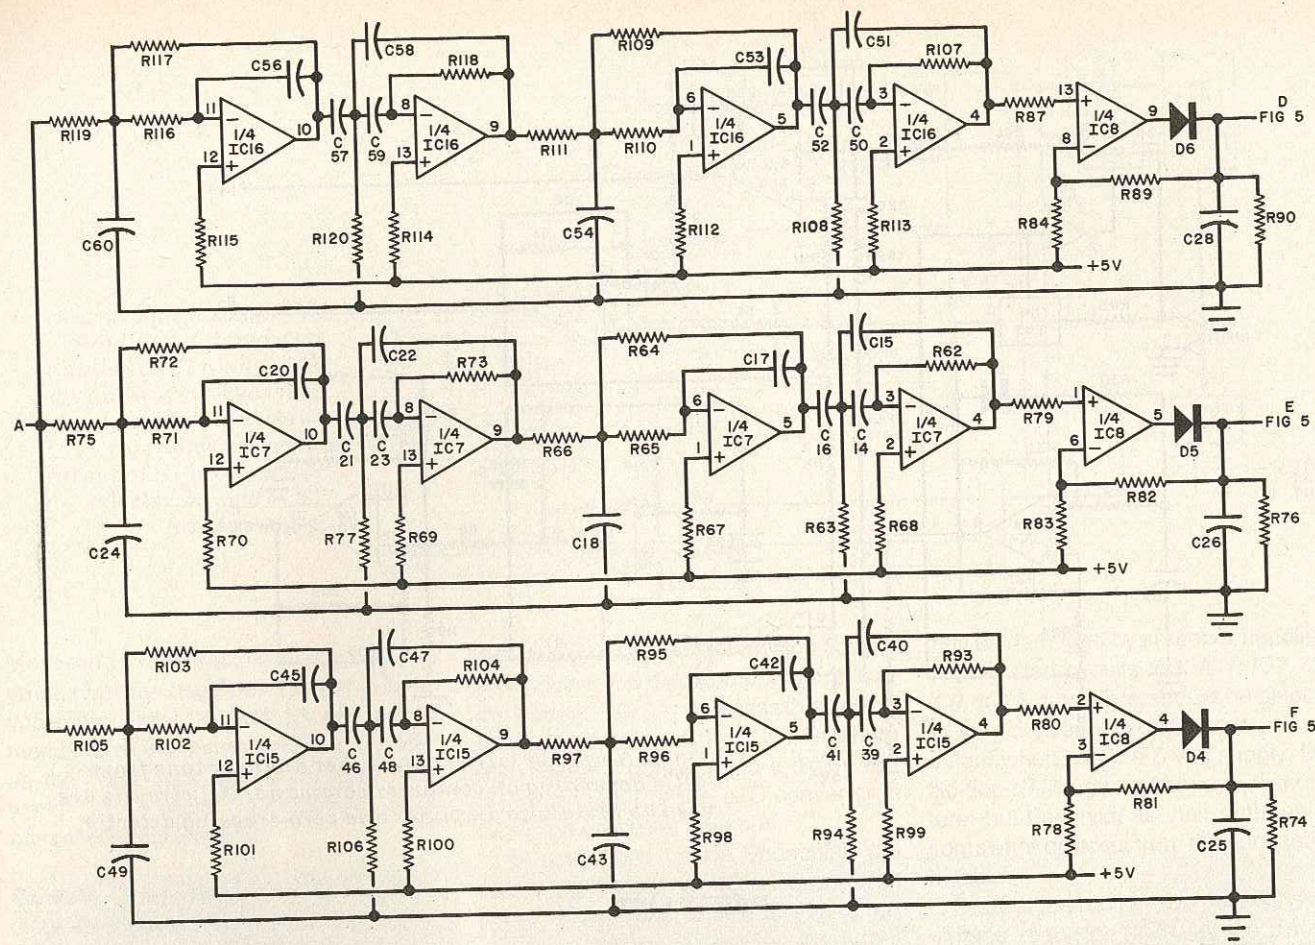 R117
C56
C58
R118
R109
C53
C51
R107
R119
R116
11
−
1/4
IC16
10
12
+
C
57
C
59
8
−
1/4
IC16
9
13
+
R111
R110
6
−
1/4
IC16
5
1
+
C
52
C
50
3
−
1/4
IC16
4
2
+
R87
13
+
1/4
IC8
9
8
−
D6
D
FIG 5
C60
R115
R120
R114
C54
R112
R108
R113
R84
R89
C28
R90
+5V
R72
C20
C22
R73
R64
C17
C15
R62
A
R75
R71
11
−
1/4
IC7
10
12
+
C
21
C
23
8
−
1/4
IC7
9
13
+
R66
R65
6
−
1/4
IC7
5
1
+
C
16
C
14
3
−
1/4
IC7
4
2
+
R79
1
+
1/4
IC8
5
6
−
D5
E
FIG 5
C24
R70
R77
R69
C18
R67
R63
R68
R83
R82
C26
R76
+5V
R103
C45
C47
R104
R95
C42
C40
R93
R105
R102
11
−
1/4
IC15
10
12
+
C
46
C
48
8
−
1/4
IC15
9
13
+
R97
R96
6
−
1/4
IC15
5
1
+
C
41
C
39
3
−
1/4
IC15
4
2
+
R80
2
+
1/4
IC8
4
3
−
D4
F
FIG 5
C49
R101
R106
R100
C43
R98
R94
R99
R78
R81
C25
R74
+5V